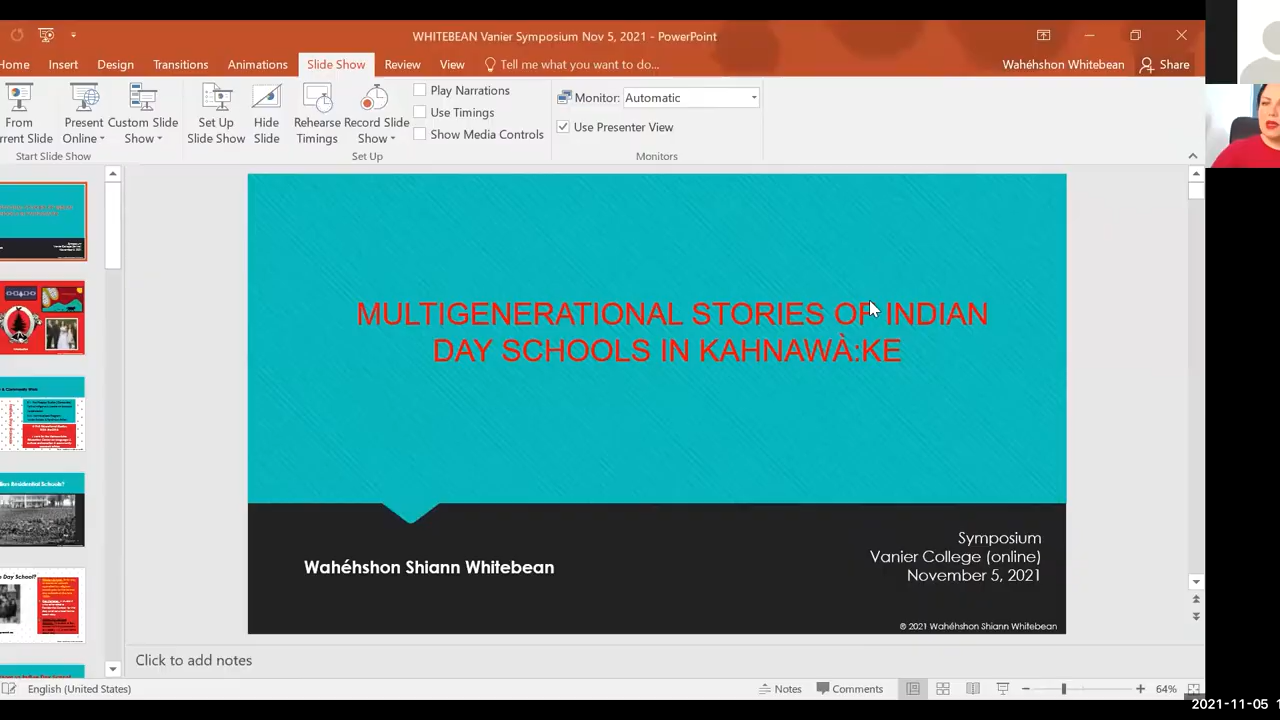 WHITEBEAN Vanier Symposium Nov 5, 2021 - PowerPoint
Home Insert Design Transitions Animations Slide Show Review View Tell me what you want to do... Wahéhshon Whitebean Share
From
Present
Online
Custom Slide
Show
Set Up
Slide Show
Hide
Slide
Rehearse
Timings
Record Slide
Show
Play Narrations
Use Timings
Show Media Controls
Monitor: Automatic
Use Presenter View
Start Slide Show Set Up Monitors
MULTIGENERATIONAL STORIES OF INDIAN
DAY SCHOOLS IN KAHNAWÀ:KE
Wahéhshon Shiann Whitebean
Symposium
Vanier College (online)
November 5, 2021
© 2021 Wahéhshon Shiann Whitebean
Click to add notes
English (United States) Notes Comments 64%
2021-11-05